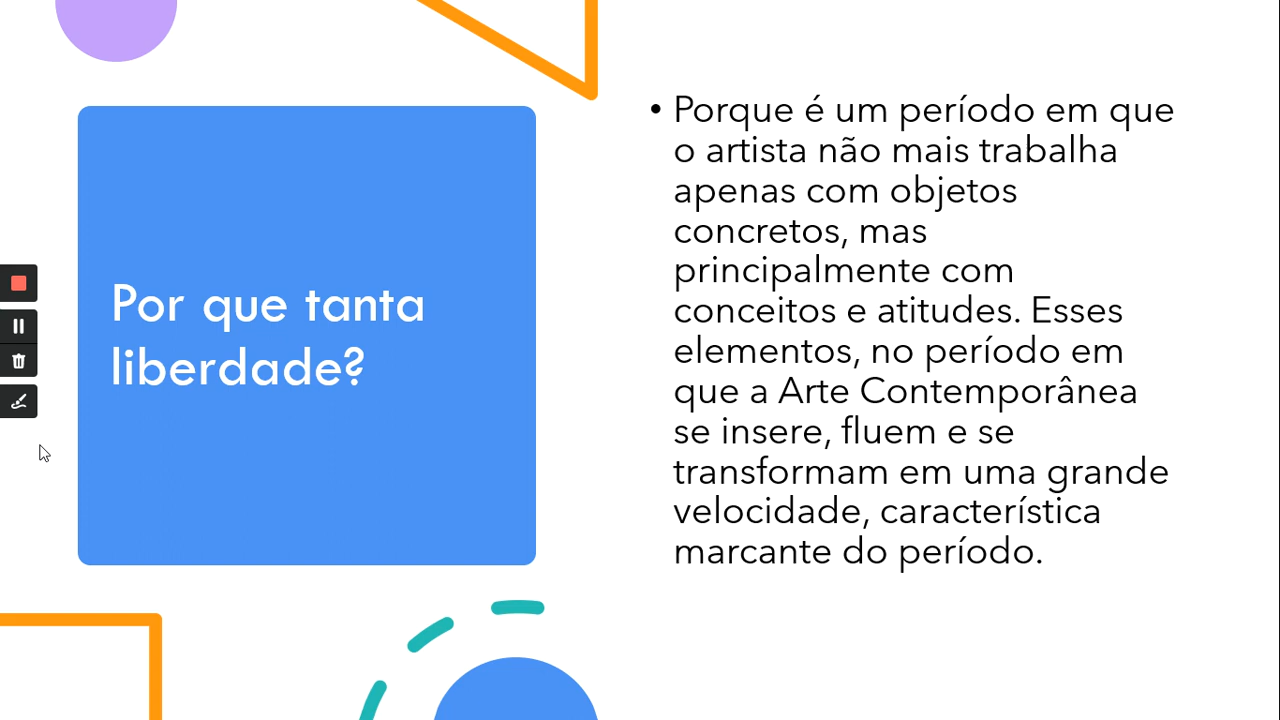 Por que tanta
liberdade?
• Porque é um período em que
o artista não mais trabalha
apenas com objetos
concretos, mas
principalmente com
conceitos e atitudes. Esses
elementos, no período em
que a Arte Contemporânea
se insere, fluem e se
transformam em uma grande
velocidade, característica
marcante do período.